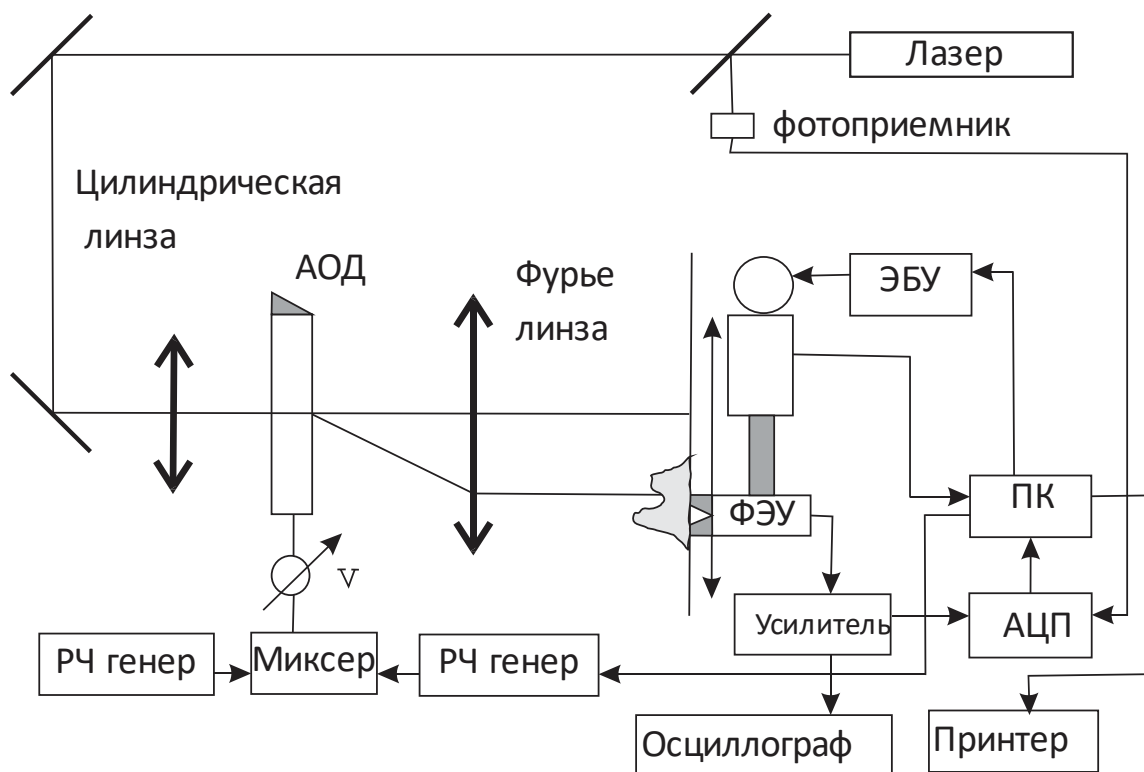 Лазер
фотоприемник
Цилиндрическая
линза
АОД
Фурье
линза
ЭБУ
ФЭУ
ПК
V
Усилитель
АЦП
РЧ генер
Миксер
РЧ генер
Осциллограф
Принтер